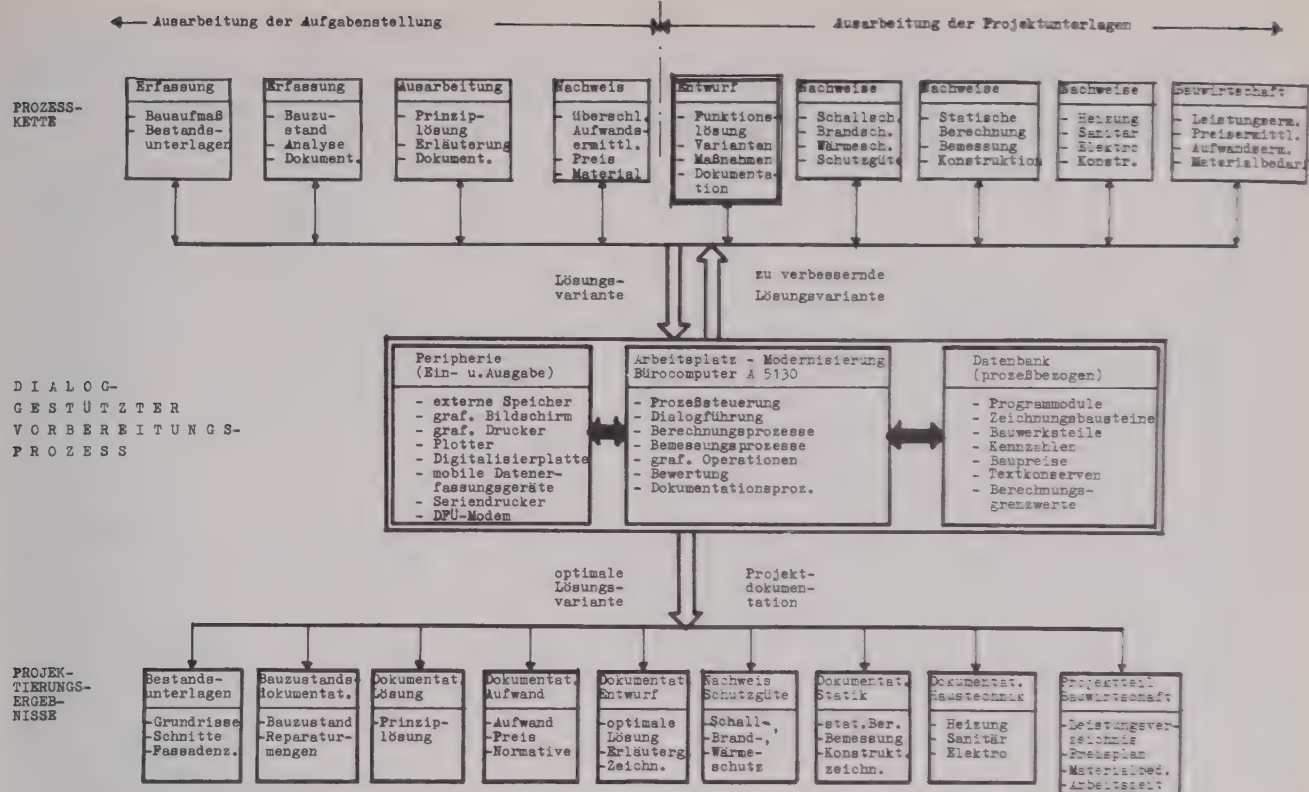 Ausarbeitung der Aufgabenstellung
Ausarbeitung der Projektunterlagen
PROZESS-
KETTE
Erfassung
- Bauaufmaß
- Bestands-
unterlagen
Erfassung
- Bauzu-
stand
- Analyse
- Dokument.
Ausarbeitung
- Prinzip-
lösung
- Erläuterung
- Dokument.
Nachweis
- überschl.
Aufwands-
ermittl.
- Preis
- Material
Entwurf
- Funktions-
lösung
- Varianten
- Maßnahmen
- Dokumenta-
tion
Nachweise
- Schallsch.
- Brandsch.
- Wärmesch.
- Schutzgüte
Nachweise
- Statische
Berechnung
- Bemessung
- Konstruktion
Nachweise
- Heizung
- Sanitär
- Elektro
- Konstr.
Bauwirtschaft
- Leistungserm.
- Preisermittl.
- Aufwandserm.
- Materialbedarf
Lösungs-
variante
zu verbessernde
Lösungsvariante
DIALOG-
GESTÜTZTER
VORBEREITUNGS-
PROZESS
Peripherie
(Ein- u.Ausgabe)
- externe Speicher
- graf. Bildschirm
- graf. Drucker
- Plotter
- Digitalisierplatte
- mobile Datener-
fassungsgeräte
- Seriendrucker
- DFÜ-Modem
Arbeitsplatz - Modernisierung
Bürocomputer A 5130
- Prozeßsteuerung
- Dialogführung
- Berechnungsprozesse
- Bemessungsprozesse
- graf. Operationen
- Bewertung
- Dokumentationsproz.
Datenbank
(prozeßbezogen)
- Programmodule
- Zeichnungsbausteine
- Bauwerksteile
- Kennzahlen
- Baupreise
- Textkonserven
- Berechnungs-
grenzwerte
optimale
Lösungs-
variante
Projekt-
dokumen-
tation
PROJEK-
TIERUNGS-
ERGEB-
NISSE
Bestands-
unterlagen
-Grundrisse
-Schnitte
-Fassadenz.
Bauzustands-
dokumentat.
-Bauzustand
-Reparatur-
mengen
Dokumentat.
Lösung
-Prinzip-
lösung
Dokumentat.
Aufwand
-Aufwand
-Preis
-Normative
Dokumentat.
Entwurf
-optimale
Lösung
-Erläuterg.
-Zeichn.
Nachweis
Schutzgüte
-Schall-,
-Brand-,
-Wärme-
schutz
Dokumentat.
Statik
-stat.Ber.
-Bemessung
-Konstrukt.
zeichn.
Dokumentat.
Haustechnik
- Heizung
- Sanitär
- Elektro
Projektteil
Bauwirtschaft
-Leistungsver-
zeichnis
-Preisplan
-Materialbed.
-Arbeitszeit